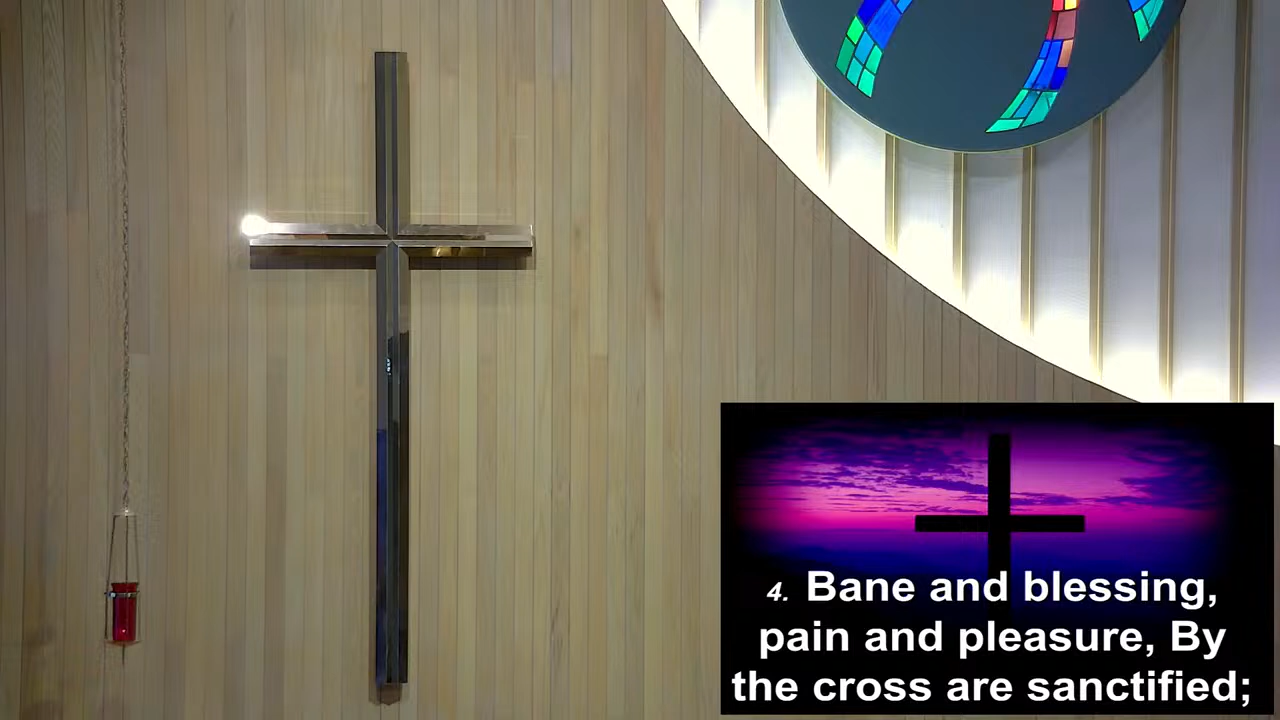 4. Bane and blessing,
pain and pleasure, By
the cross are sanctified;